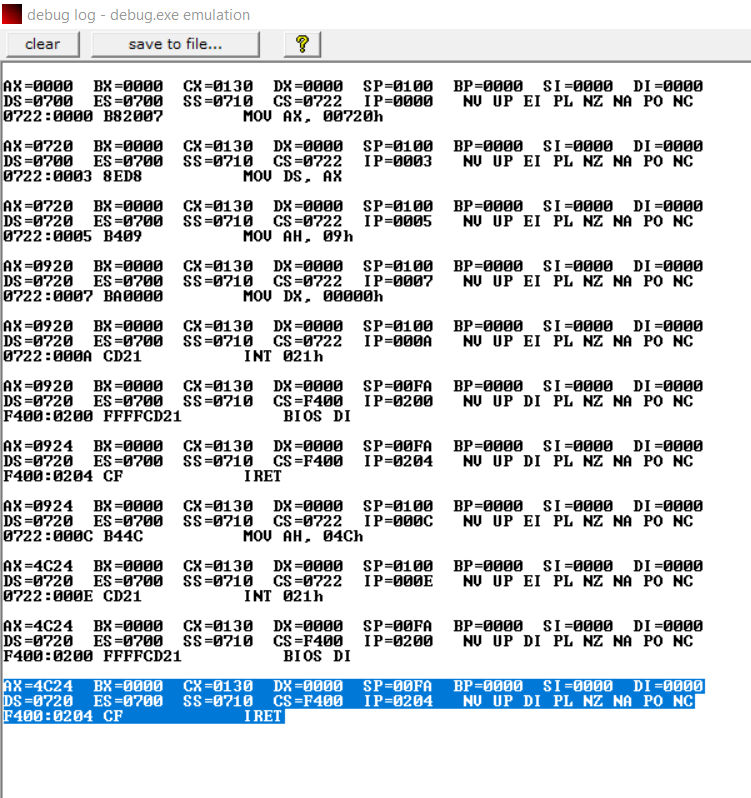 debug log - debug.exe emulation
clear save to file... ?
AX=0000 BX=0000 CX=0130 DX=0000 SP=0100 BP=0000 SI=0000 DI=0000
DS=0700 ES=0700 SS=0710 CS=0722 IP=0000 NV UP EI PL NZ NA PO NC
0722:0000 B82007 MOV AX, 00720h
AX=0720 BX=0000 CX=0130 DX=0000 SP=0100 BP=0000 SI=0000 DI=0000
DS=0700 ES=0700 SS=0710 CS=0722 IP=0003 NV UP EI PL NZ NA PO NC
0722:0003 8ED8 MOV DS, AX
AX=0720 BX=0000 CX=0130 DX=0000 SP=0100 BP=0000 SI=0000 DI=0000
DS=0720 ES=0700 SS=0710 CS=0722 IP=0005 NV UP EI PL NZ NA PO NC
0722:0005 B409 MOV AH, 09h
AX=0920 BX=0000 CX=0130 DX=0000 SP=0100 BP=0000 SI=0000 DI=0000
DS=0720 ES=0700 SS=0710 CS=0722 IP=0007 NV UP EI PL NZ NA PO NC
0722:0007 BA0000 MOV DX, 00000h
AX=0920 BX=0000 CX=0130 DX=0000 SP=0100 BP=0000 SI=0000 DI=0000
DS=0720 ES=0700 SS=0710 CS=0722 IP=000A NV UP EI PL NZ NA PO NC
0722:000A CD21 INT 021h
AX=0920 BX=0000 CX=0130 DX=0000 SP=00FA BP=0000 SI=0000 DI=0000
DS=0720 ES=0700 SS=0710 CS=F400 IP=0200 NV UP DI PL NZ NA PO NC
F400:0200 FFFFCD21 BIOS DI
AX=0924 BX=0000 CX=0130 DX=0000 SP=00FA BP=0000 SI=0000 DI=0000
DS=0720 ES=0700 SS=0710 CS=F400 IP=0204 NV UP DI PL NZ NA PO NC
F400:0204 CF IRET
AX=0924 BX=0000 CX=0130 DX=0000 SP=0100 BP=0000 SI=0000 DI=0000
DS=0720 ES=0700 SS=0710 CS=0722 IP=000C NV UP EI PL NZ NA PO NC
0722:000C B44C MOV AH, 04Ch
AX=4C24 BX=0000 CX=0130 DX=0000 SP=0100 BP=0000 SI=0000 DI=0000
DS=0720 ES=0700 SS=0710 CS=0722 IP=000E NV UP EI PL NZ NA PO NC
0722:000E CD21 INT 021h
AX=4C24 BX=0000 CX=0130 DX=0000 SP=00FA BP=0000 SI=0000 DI=0000
DS=0720 ES=0700 SS=0710 CS=F400 IP=0200 NV UP DI PL NZ NA PO NC
F400:0200 FFFFCD21 BIOS DI
AX=4C24 BX=0000 CX=0130 DX=0000 SP=00FA BP=0000 SI=0000 DI=0000
DS=0720 ES=0700 SS=0710 CS=F400 IP=0204 NV UP DI PL NZ NA PO NC
F400:0204 CF IRET